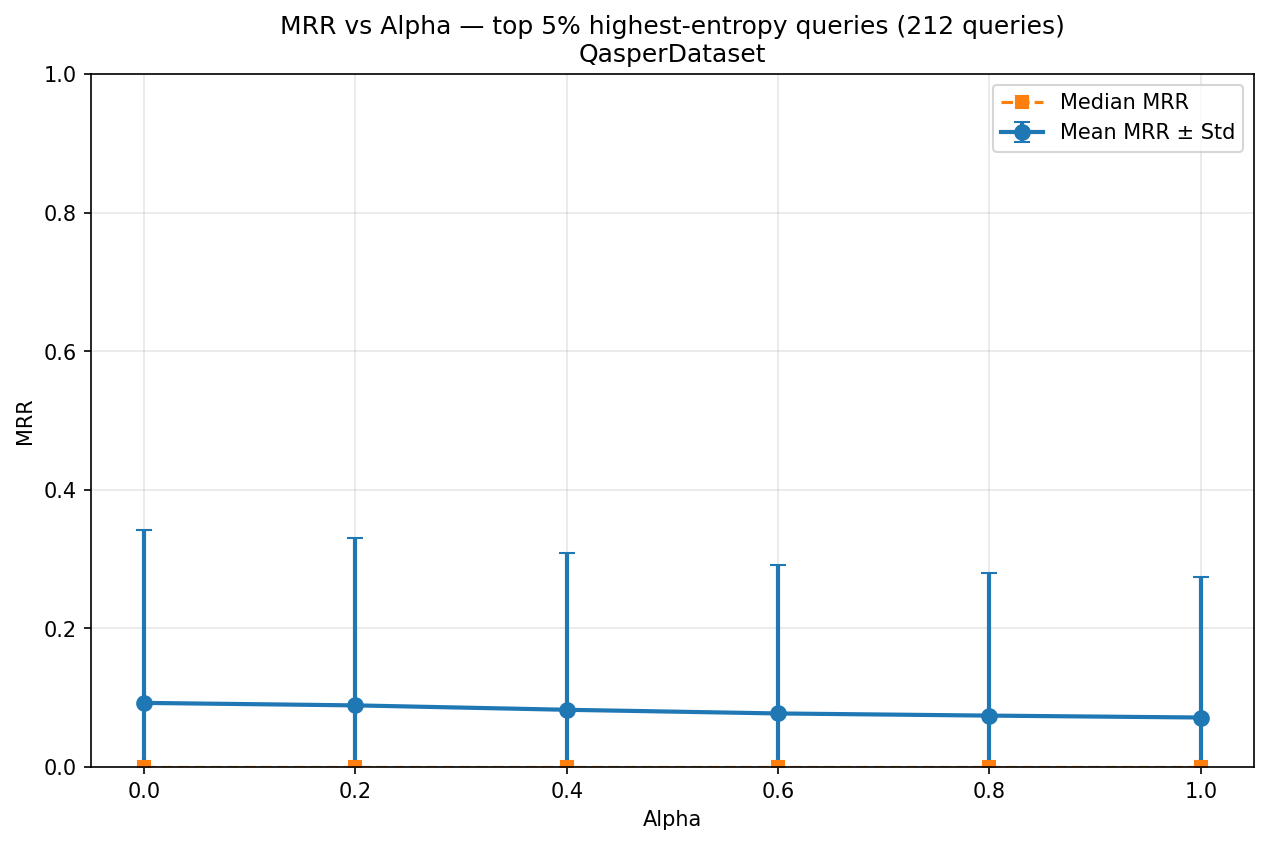 MRR vs Alpha — top 5% highest-entropy queries (212 queries)
QasperDataset
Median MRR
Mean MRR ± Std
MRR
1.0
0.8
0.6
0.4
0.2
0.0
0.0 0.2 0.4 0.6 0.8 1.0
Alpha